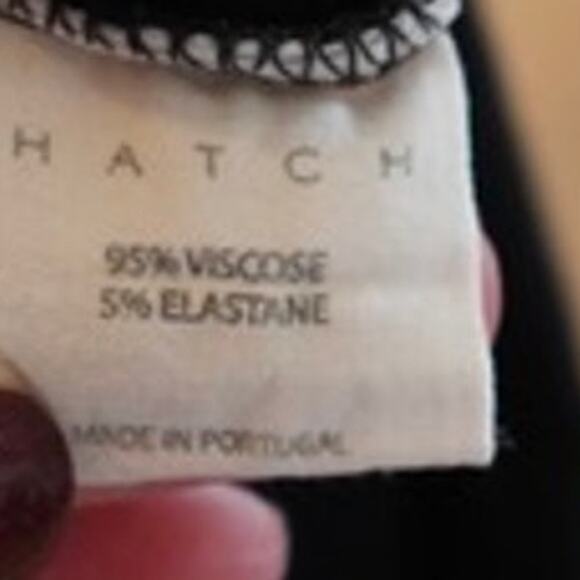 HATCH
95% VISCOSE
5% ELASTANE
MADE IN PORTUGAL